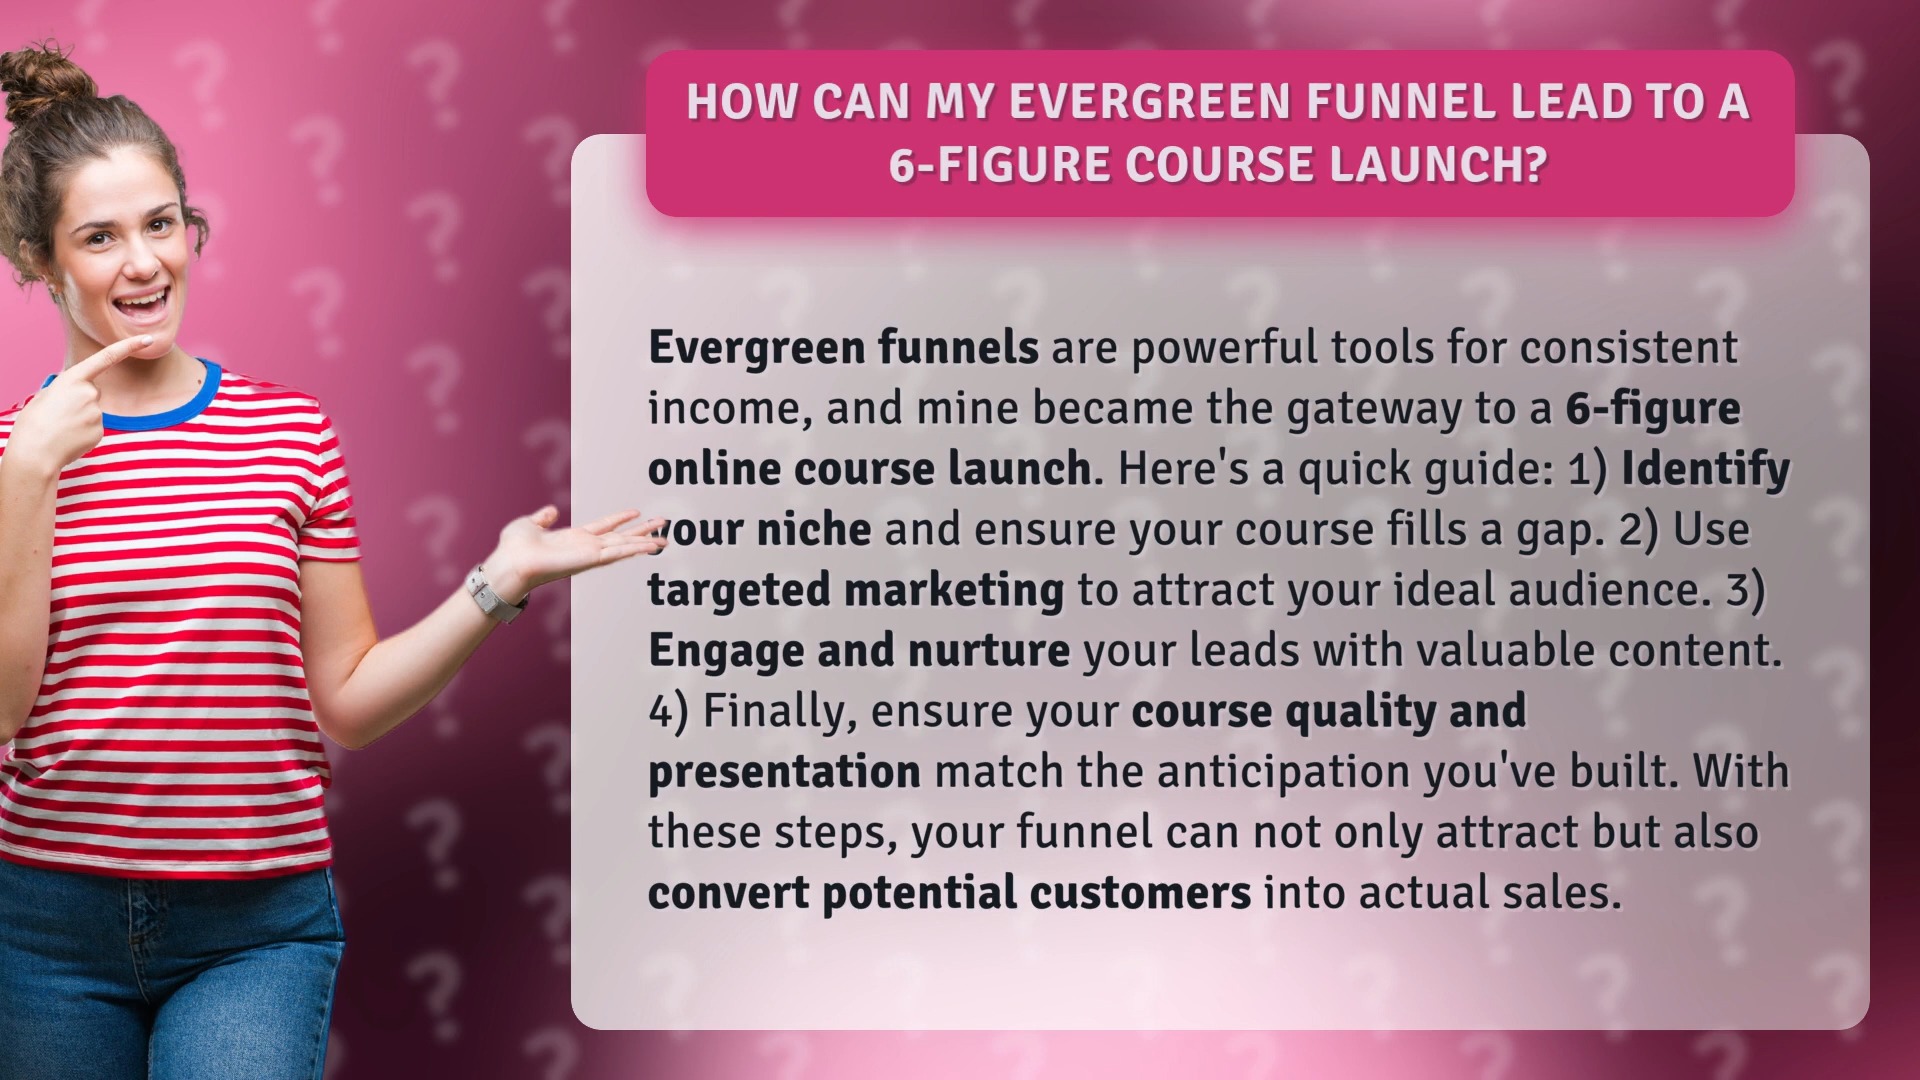 HOW CAN MY EVERGREEN FUNNEL LEAD TO A
6-FIGURE COURSE LAUNCH?
Evergreen funnels are powerful tools for consistent
income, and mine became the gateway to a 6-figure
online course launch. Here's a quick guide: 1) Identify
your niche and ensure your course fills a gap. 2) Use
targeted marketing to attract your ideal audience. 3)
Engage and nurture your leads with valuable content.
4) Finally, ensure your course quality and
presentation match the anticipation you've built. With
these steps, your funnel can not only attract but also
convert potential customers into actual sales.